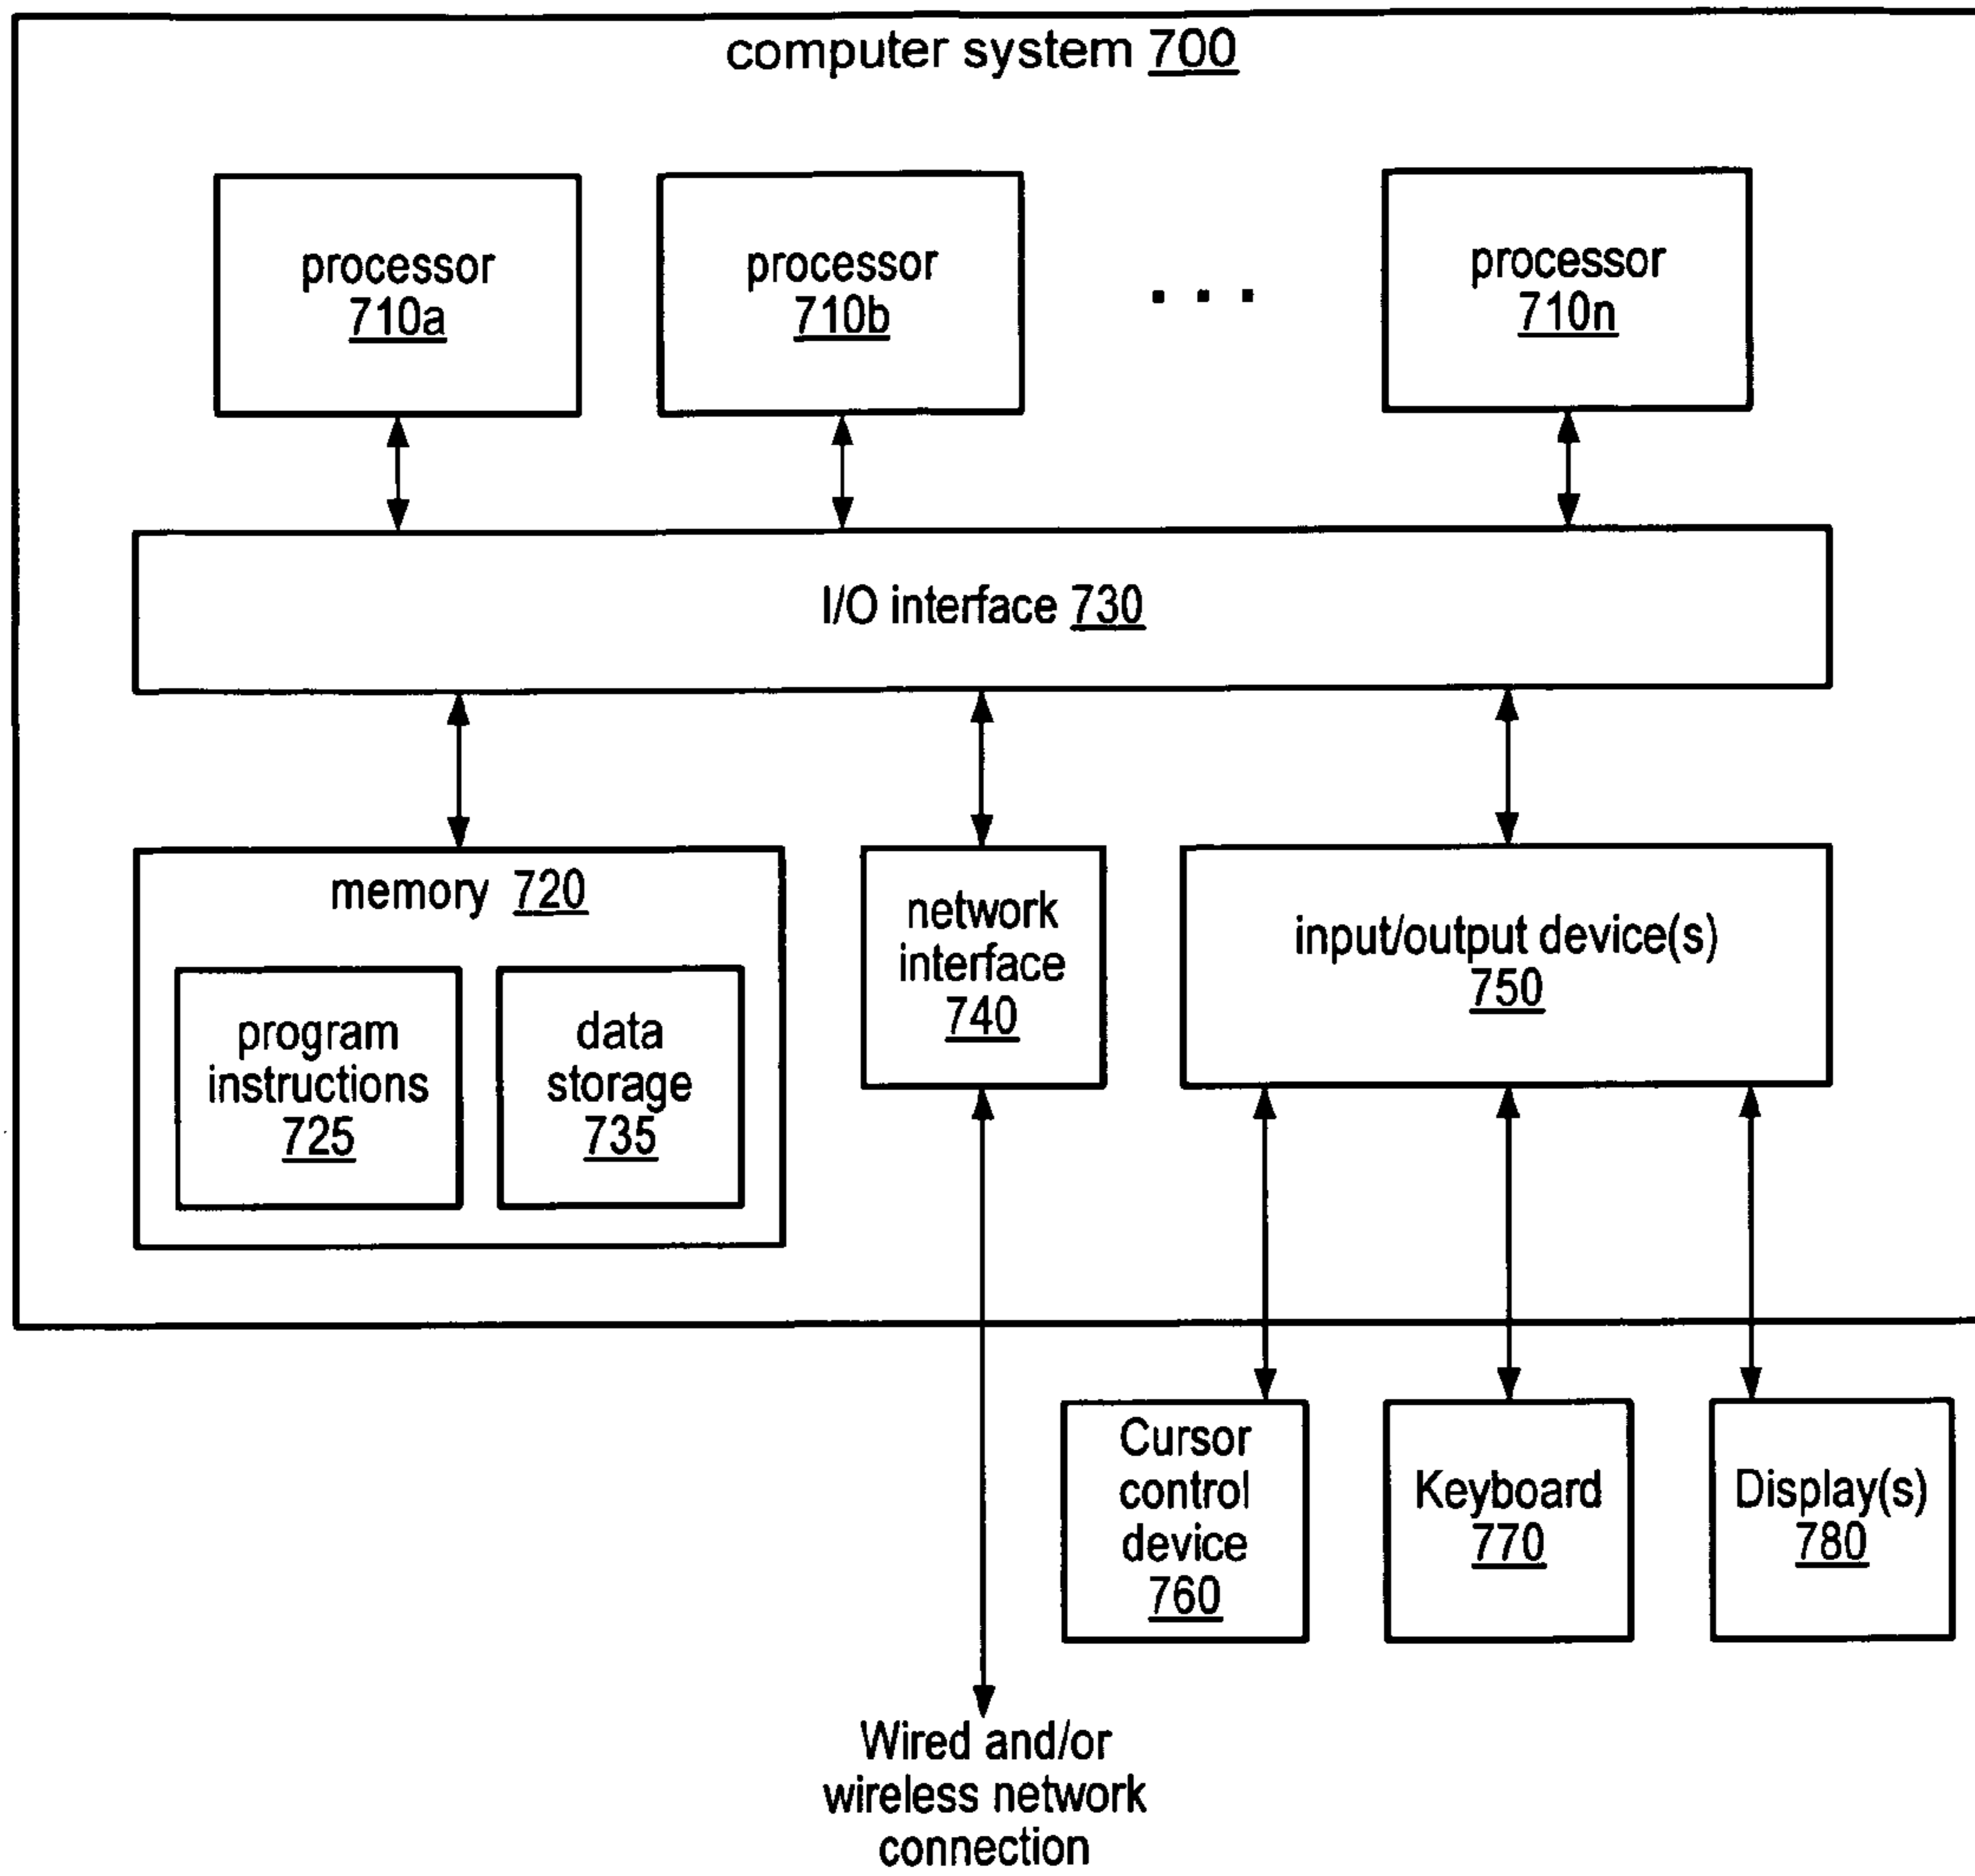 computer system 700
processor
710a
processor
710b
. . .
processor
710n
I/O interface 730
memory 720
program
instructions
725
data
storage
735
network
interface
740
input/output device(s)
750
Cursor
control
device
760
Keyboard
770
Display(s)
780
Wired and/or
wireless network
connection